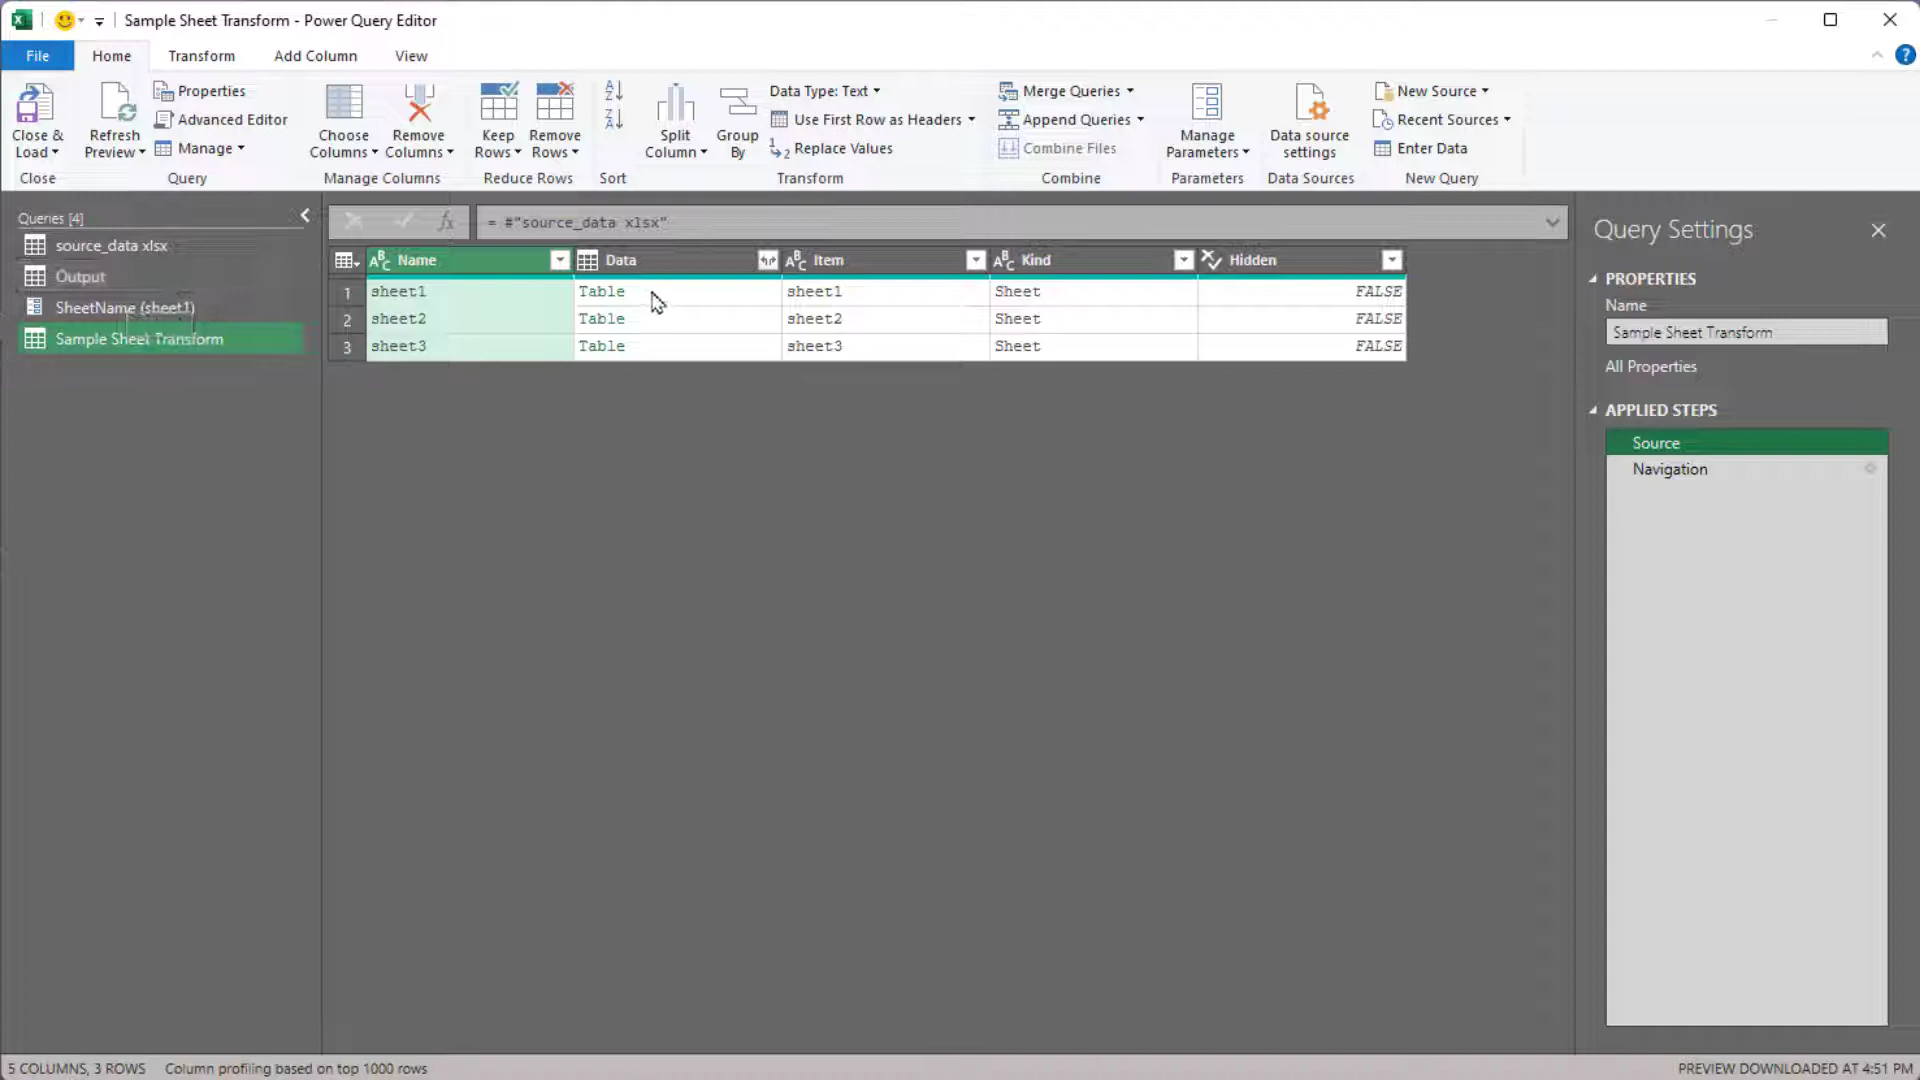 Sample Sheet Transform - Power Query Editor
File Home Transform Add Column View
Close & Load
Close
Refresh Preview
Properties
Advanced Editor
Manage
Query
Choose Columns
Remove Columns
Manage Columns
Keep Rows
Remove Rows
Reduce Rows
Sort
Split Column
Group By
Data Type: Text
Use First Row as Headers
Replace Values
Transform
Merge Queries
Append Queries
Combine Files
Combine
Manage Parameters
Parameters
Data source settings
Data Sources
New Source
Recent Sources
Enter Data
New Query
Queries [4]
source_data xlsx
Output
SheetName (sheet1)
Sample Sheet Transform
fx = #"source_data xlsx"
Name Data Item Kind Hidden
1 sheet1 Table sheet1 Sheet FALSE
2 sheet2 Table sheet2 Sheet FALSE
3 sheet3 Table sheet3 Sheet FALSE
Query Settings
PROPERTIES
Name
Sample Sheet Transform
All Properties
APPLIED STEPS
Source
Navigation
5 COLUMNS, 3 ROWS Column profiling based on top 1000 rows PREVIEW DOWNLOADED AT 4:51 PM